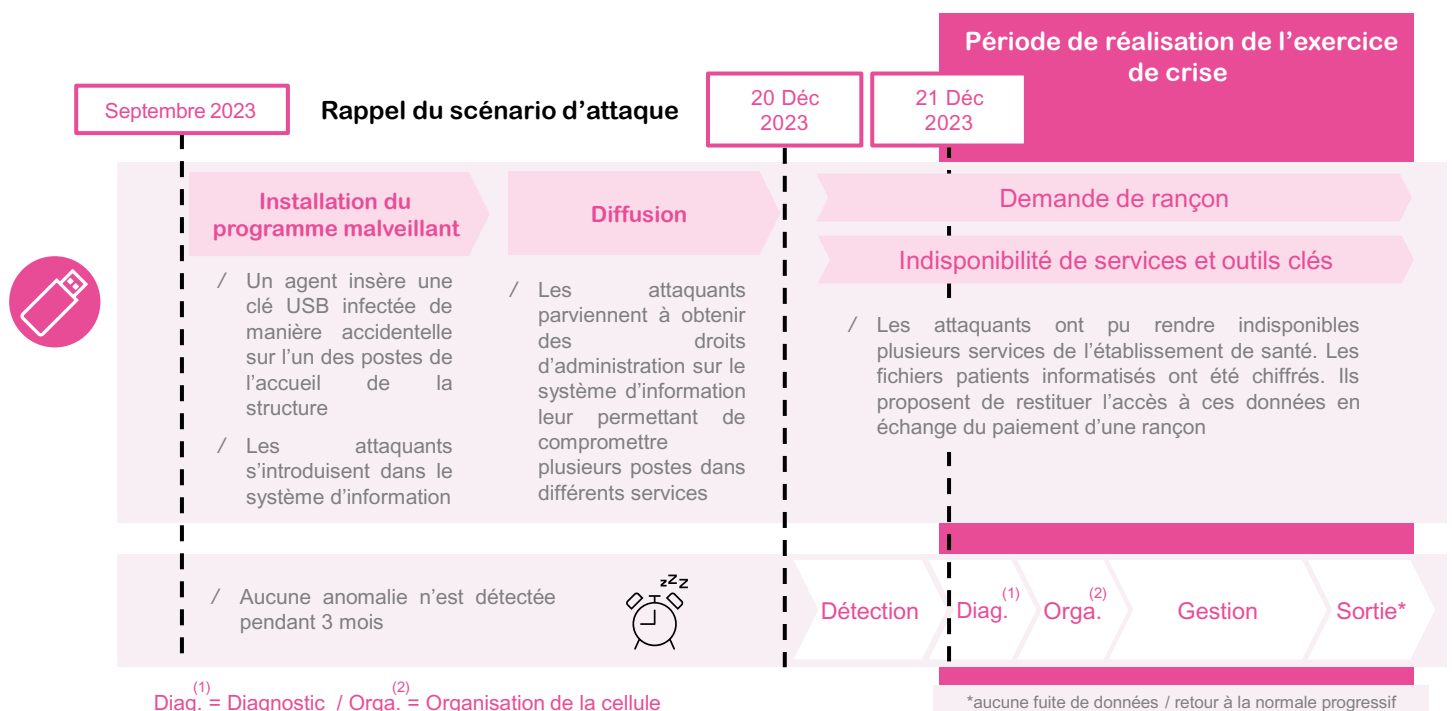 Période de réalisation de l'exercice
de crise
Septembre 2023
Rappel du scénario d'attaque
20 Déc
2023
21 Déc
2023
Installation du
programme malveillant
Diffusion
Demande de rançon
Indisponibilité de services et outils clés
/ Un agent insère une
clé USB infectée de
manière accidentelle
sur l'un des postes de
l'accueil de la
structure
/ Les attaquants
s'introduisent dans le
système d'information
/ Les attaquants
parviennent à obtenir
des droits
d'administration sur le
système d'information
leur permettant de
compromettre
plusieurs postes dans
différents services
/ Les attaquants ont pu rendre indisponibles
plusieurs services de l'établissement de santé. Les
fichiers patients informatisés ont été chiffrés. Ils
proposent de restituer l'accès à ces données en
échange du paiement d'une rançon
/ Aucune anomalie n'est détectée
pendant 3 mois
zZZ
Détection
Diag.(1)
Orga.(2)
Gestion
Sortie*
Diag.(1) = Diagnostic / Orga.(2) = Organisation de la cellule
*aucune fuite de données / retour à la normale progressif